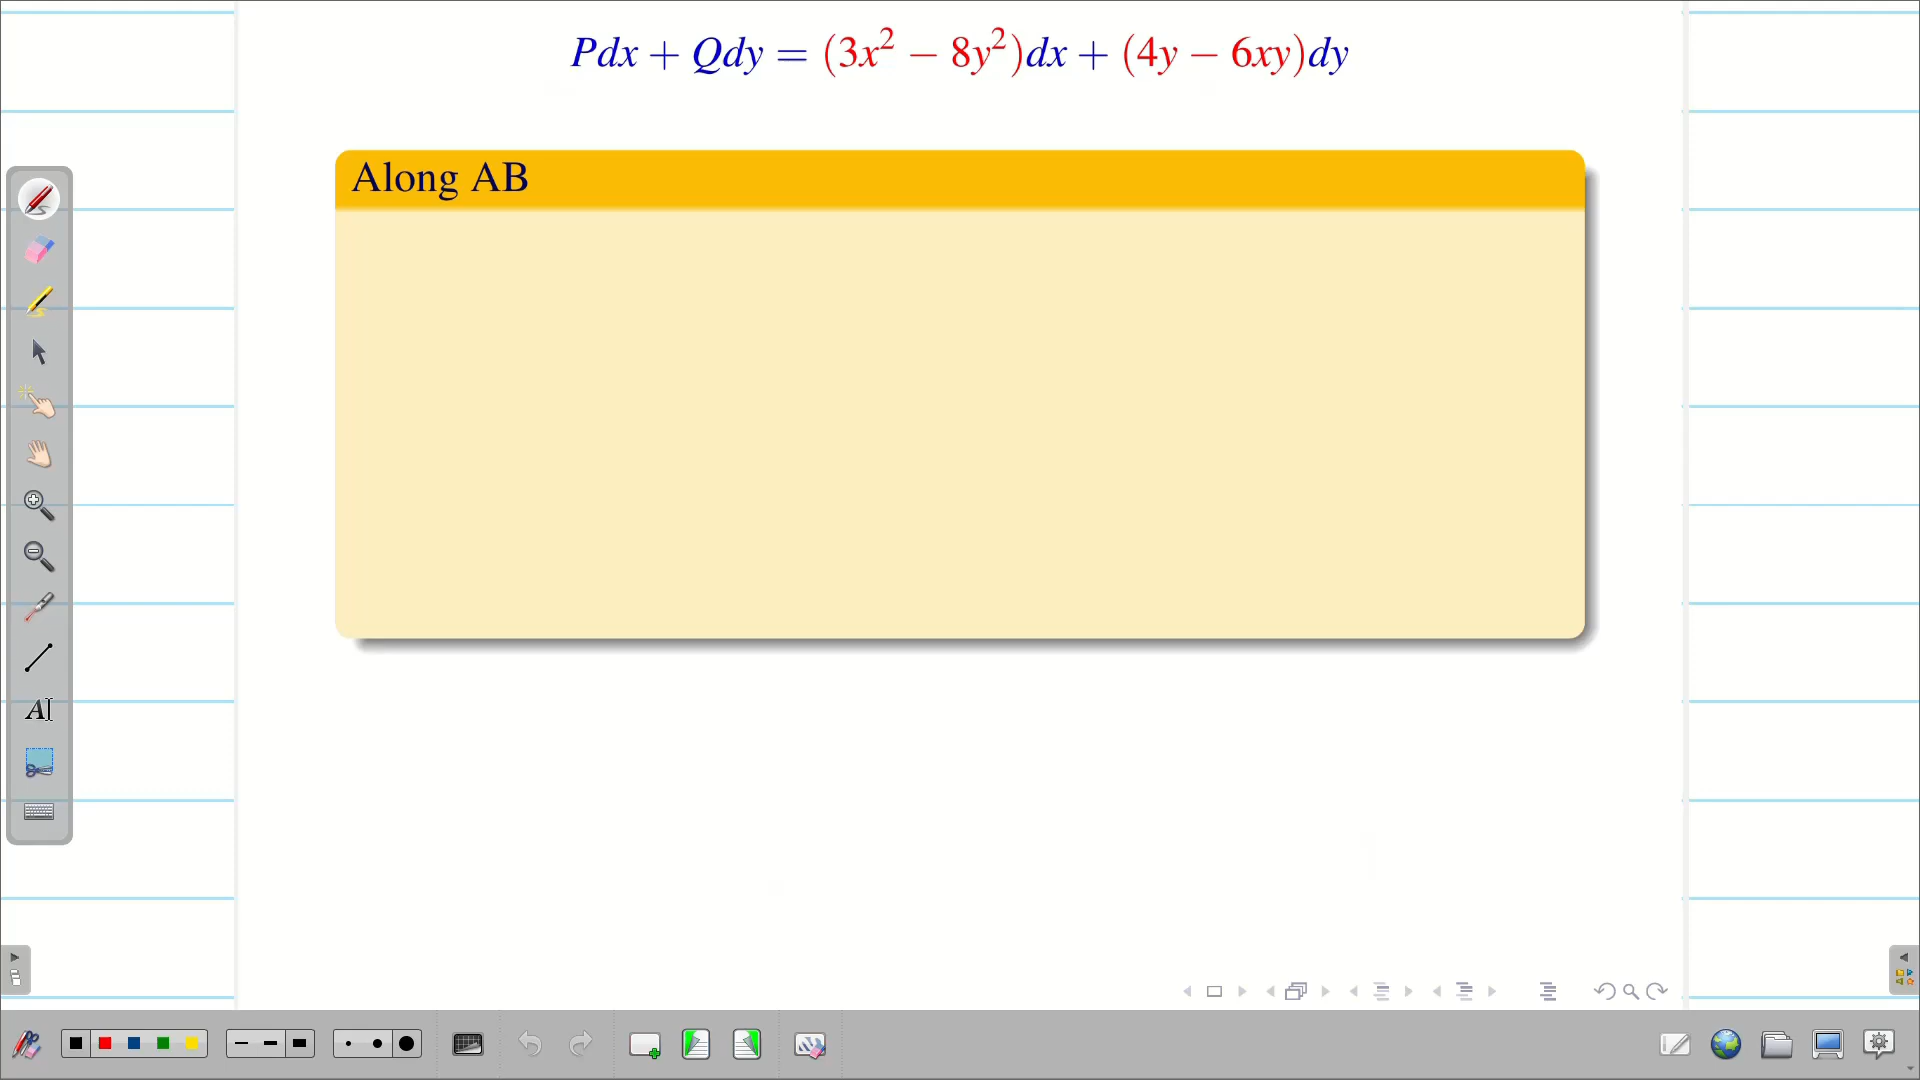 Pdx + Qdy = (3x² − 8y²)dx + (4y − 6xy)dy
Along AB